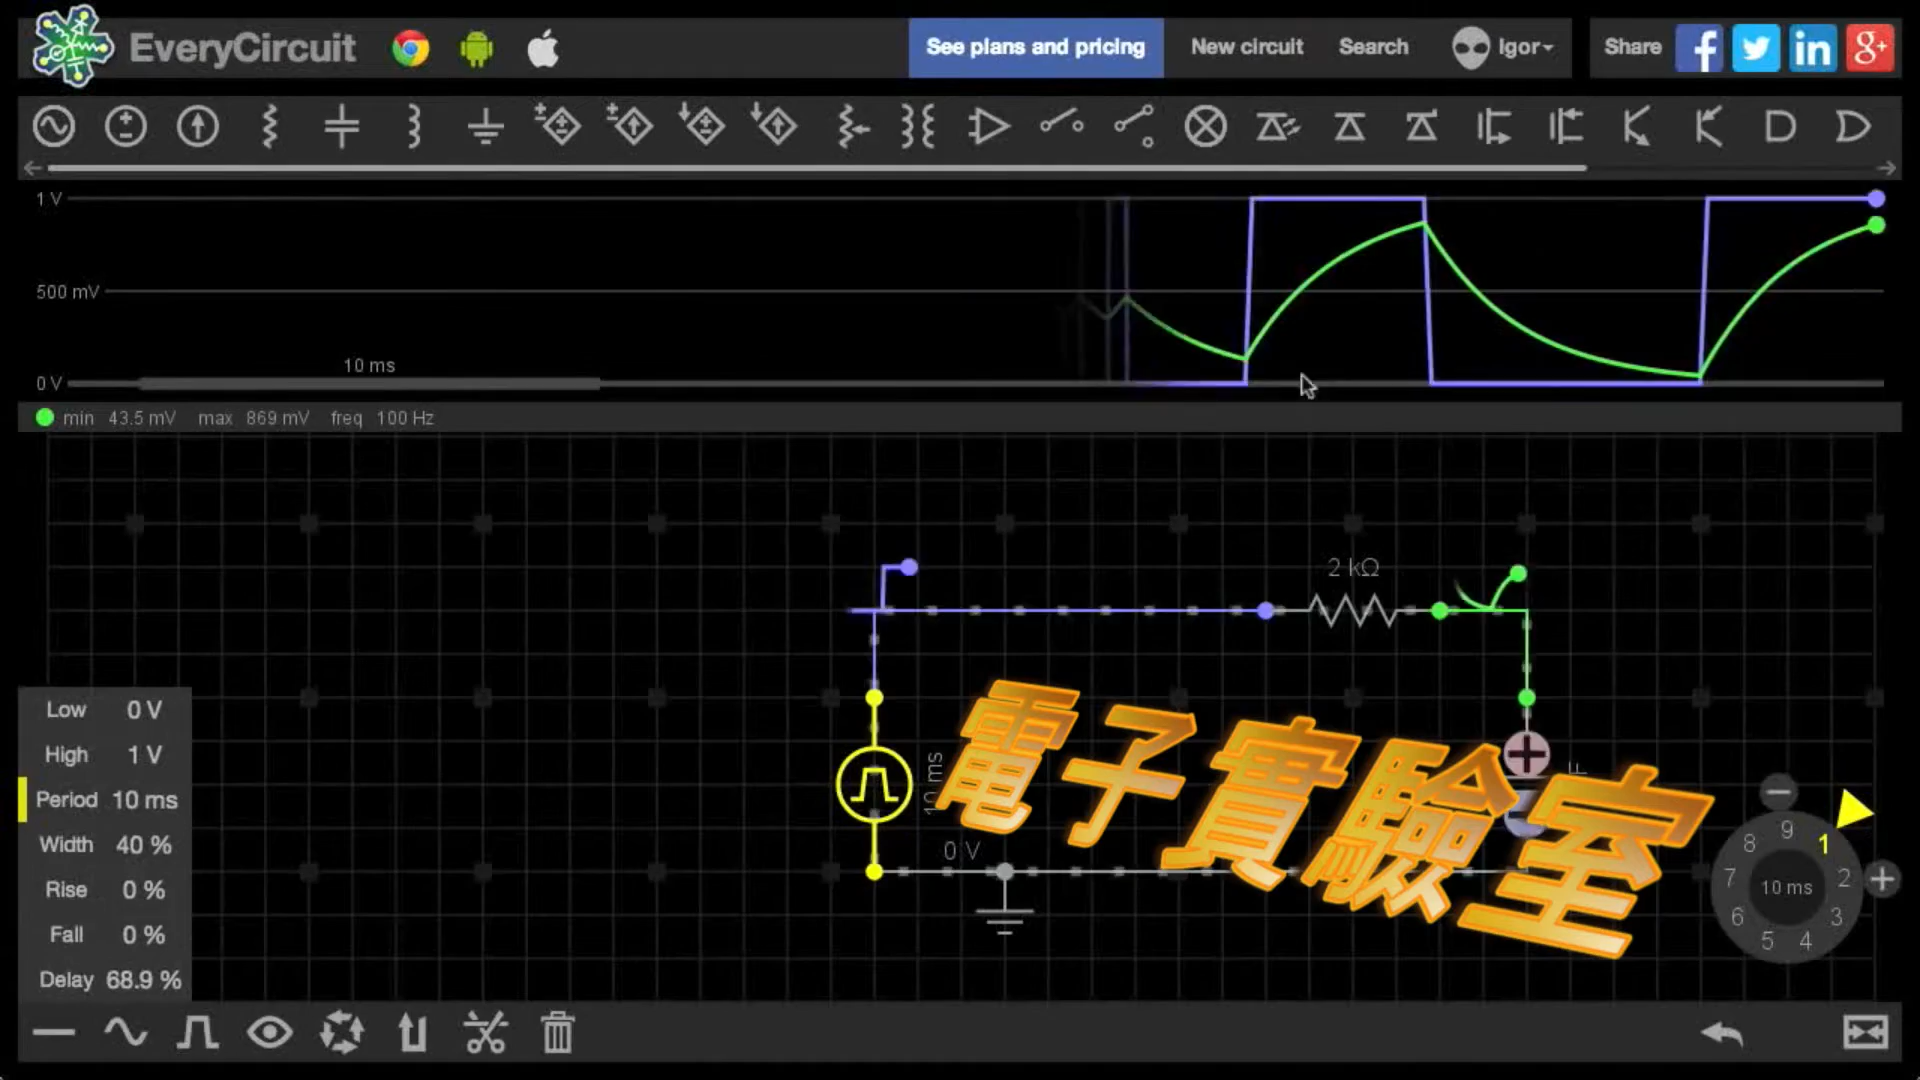 EveryCircuit
See plans and pricing
New circuit
Search
Igor
Share
1 V
500 mV
10 ms
0 V
min 43.5 mV max 869 mV freq 100 Hz
2 kΩ
10 ms
F
0 V
電子實驗室
Low 0 V
High 1 V
Period 10 ms
Width 40 %
Rise 0 %
Fall 0 %
Delay 68.9 %
9
8
1
7
10 ms
2
6
3
5
4